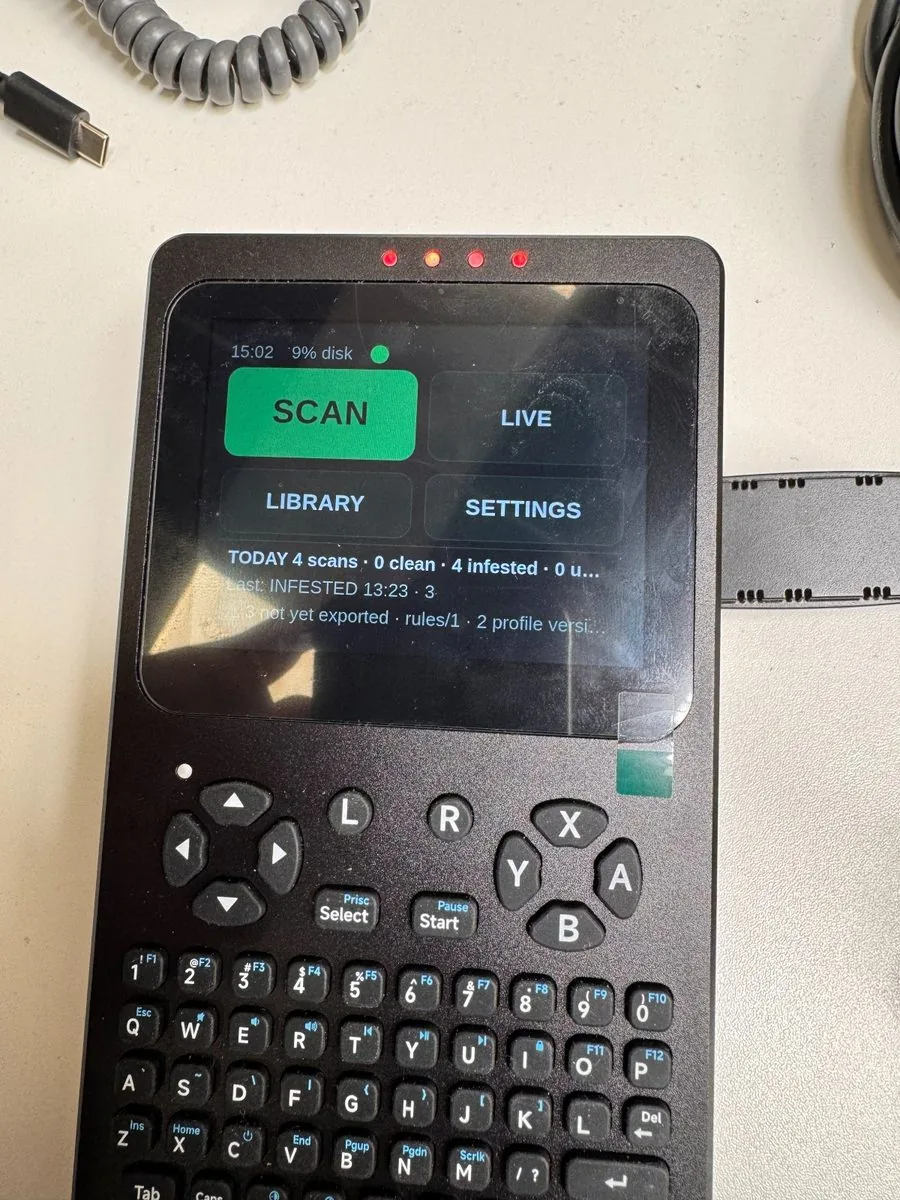 15:02 9% disk
SCAN LIVE
LIBRARY SETTINGS
TODAY 4 scans · 0 clean · 4 infested · 0 u...
Last: INFESTED 13:23 · 3
3 not yet exported · rules/1 · 2 profile versi...
L R X
Y A
B
Prisc Pause
Select Start
! F1 @ F2 # F3 $ F4 % F5 ^ F6 & F7 * F8 ( F9 ) F10
1 2 3 4 5 6 7 8 9 0
Esc F11 F12
Q W E R T Y U I O P
` ~ \ | { } [ ] Del
A S D F G H J K L
Ins Home End Pgup Pgdn Scrlk
Z X C V B N M / ?
Tab Caps